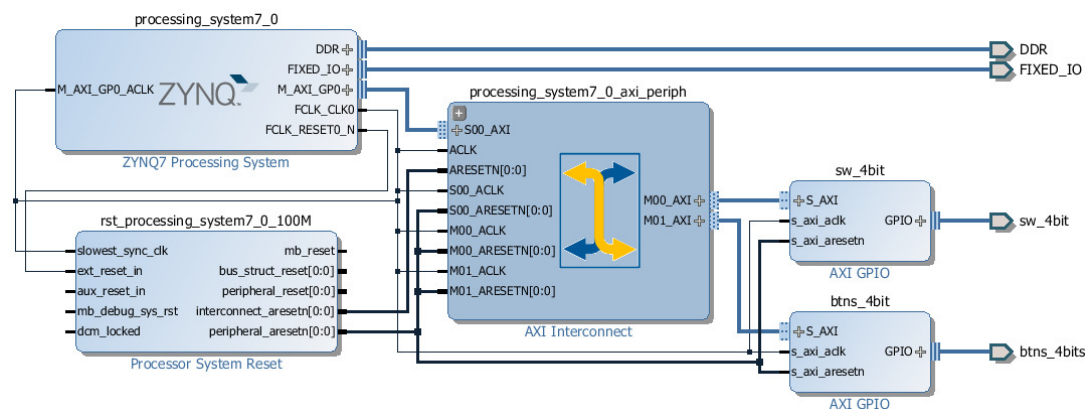 processing_system7_0
DDR
FIXED_IO
M_AXI_GP0_ACLK
ZYNQ
M_AXI_GP0
FCLK_CLK0
FCLK_RESET0_N
ZYNQ7 Processing System
DDR
FIXED_IO
processing_system7_0_axi_periph
S00_AXI
ACLK
ARESETN[0:0]
S00_ACLK
S00_ARESETN[0:0]
M00_ACLK
M00_ARESETN[0:0]
M01_ACLK
M01_ARESETN[0:0]
M00_AXI
M01_AXI
AXI Interconnect
rst_processing_system7_0_100M
slowest_sync_clk
ext_reset_in
aux_reset_in
mb_debug_sys_rst
dcm_locked
mb_reset
bus_struct_reset[0:0]
peripheral_reset[0:0]
interconnect_aresetn[0:0]
peripheral_aresetn[0:0]
Processor System Reset
sw_4bit
S_AXI
s_axi_aclk
s_axi_aresetn
GPIO
AXI GPIO
sw_4bit
btns_4bit
S_AXI
s_axi_aclk
s_axi_aresetn
GPIO
AXI GPIO
btns_4bits